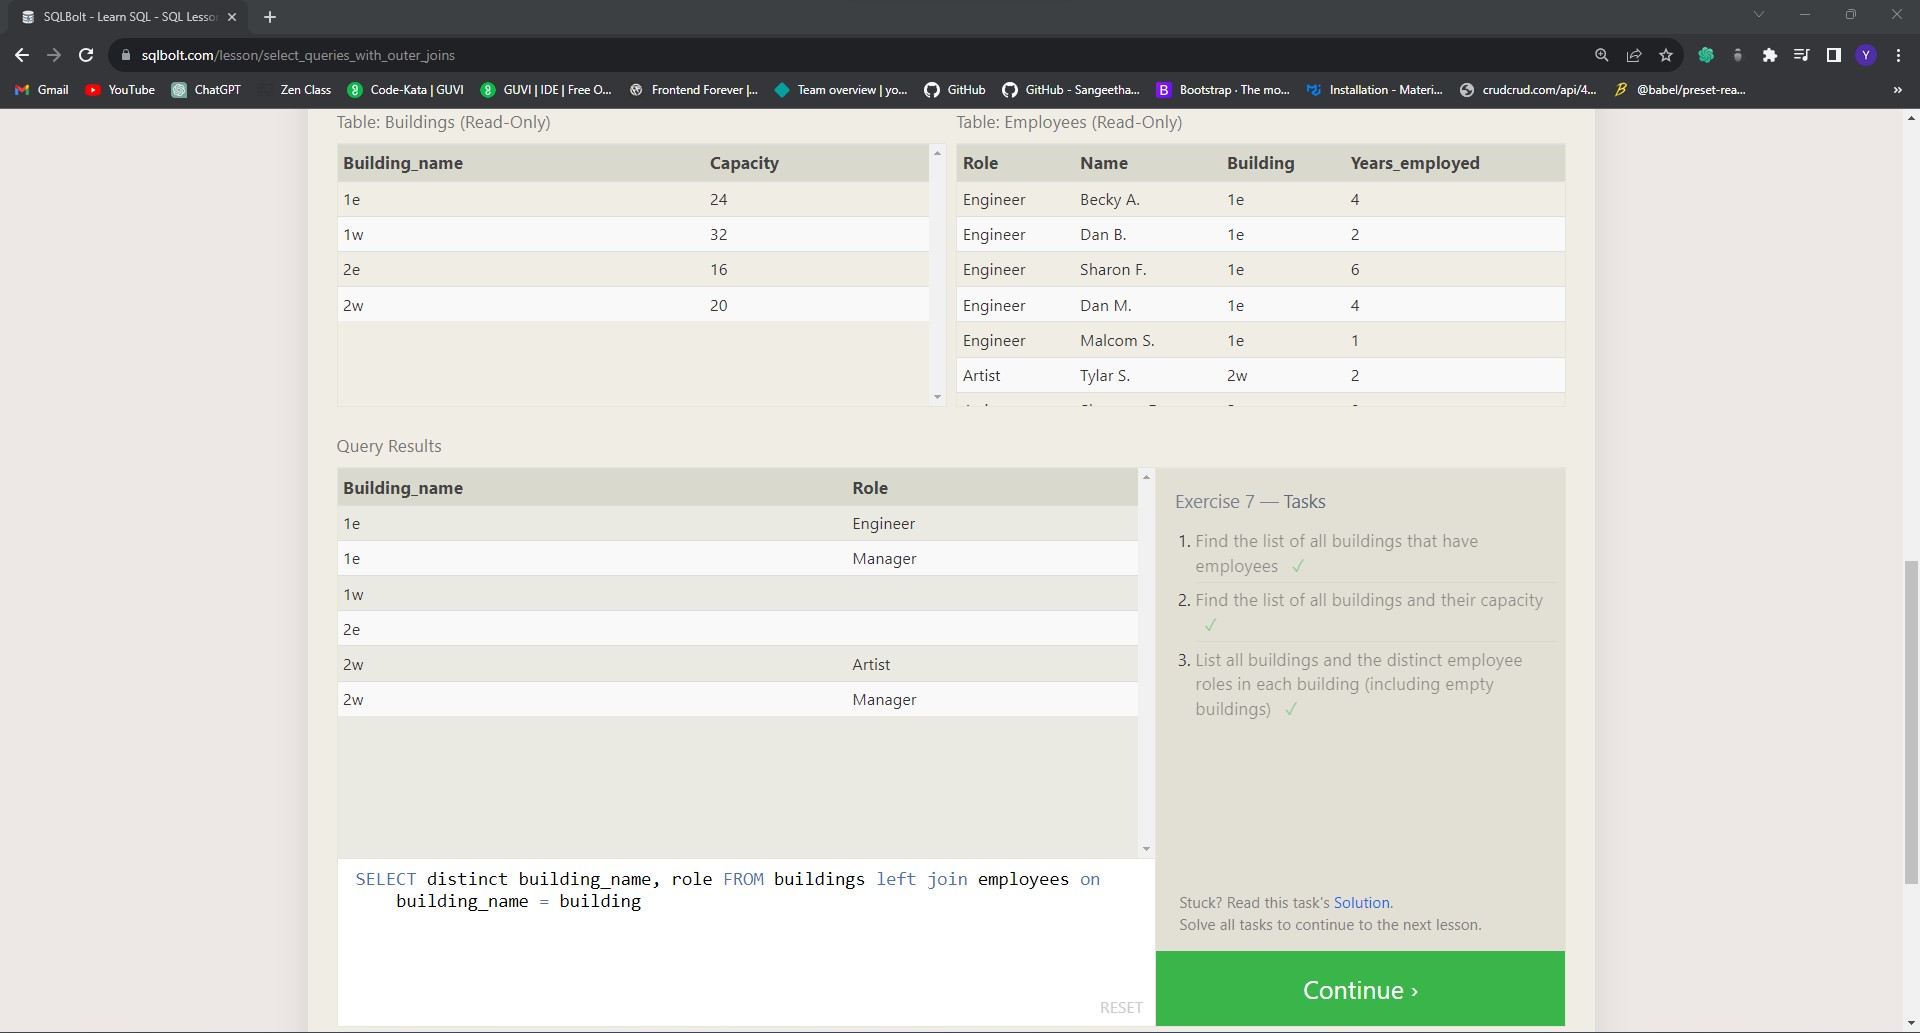 SQLBolt - Learn SQL - SQL Lesso
sqlbolt.com/lesson/select_queries_with_outer_joins
Y
Gmail YouTube ChatGPT Zen Class Code-Kata | GUVI GUVI | IDE | Free O... Frontend Forever |... Team overview | yo... GitHub GitHub - Sangeetha... Bootstrap · The mo... Installation - Materi... crudcrud.com/api/4... @babel/preset-rea... »
Table: Buildings (Read-Only)
Building_name Capacity
1e 24
1w 32
2e 16
2w 20
Table: Employees (Read-Only)
Role Name Building Years_employed
Engineer Becky A. 1e 4
Engineer Dan B. 1e 2
Engineer Sharon F. 1e 6
Engineer Dan M. 1e 4
Engineer Malcom S. 1e 1
Artist Tylar S. 2w 2
Query Results
Building_name Role
1e Engineer
1e Manager
1w
2e
2w Artist
2w Manager
SELECT distinct building_name, role FROM buildings left join employees on
building_name = building
RESET
Exercise 7 — Tasks
1. Find the list of all buildings that have
employees ✓
2. Find the list of all buildings and their capacity
✓
3. List all buildings and the distinct employee
roles in each building (including empty
buildings) ✓
Stuck? Read this task's Solution.
Solve all tasks to continue to the next lesson.
Continue ›